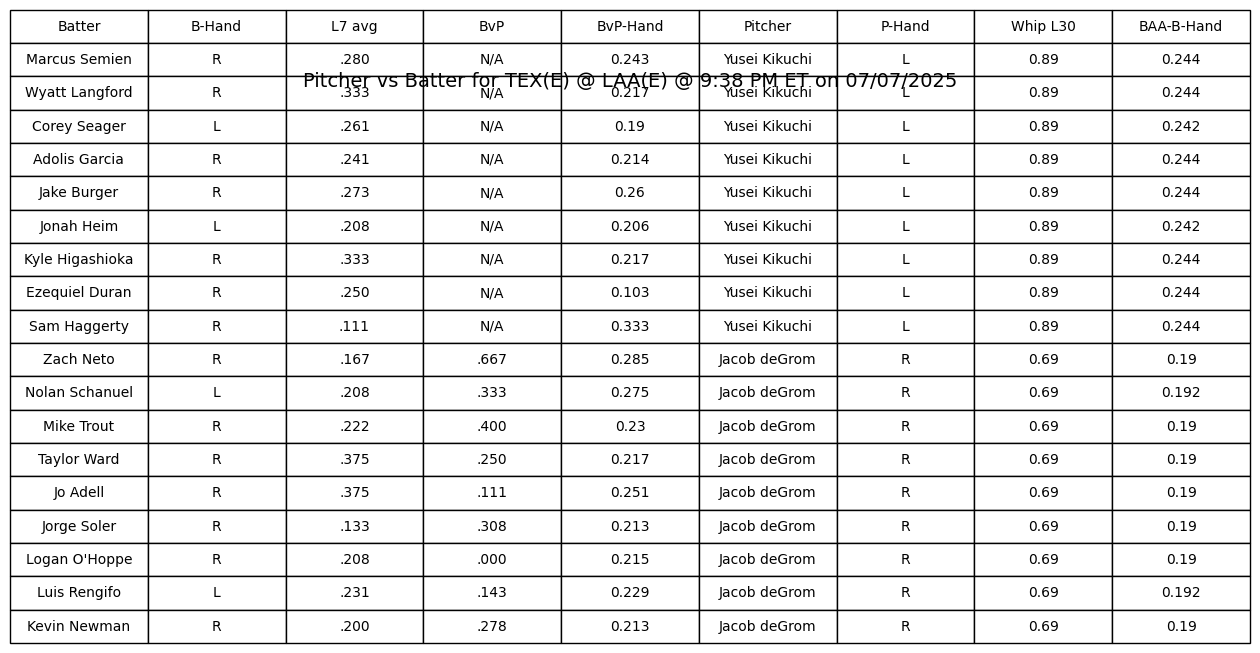 Batter B-Hand L7 avg BvP BvP-Hand Pitcher P-Hand Whip L30 BAA-B-Hand
Marcus Semien R .280 N/A 0.243 Yusei Kikuchi L 0.89 0.244
Pitcher vs Batter for TEX(E) @ LAA(E) @ 9:38 PM ET on 07/07/2025
Wyatt Langford R .333 N/A 0.217 Yusei Kikuchi L 0.89 0.244
Corey Seager L .261 N/A 0.19 Yusei Kikuchi L 0.89 0.242
Adolis Garcia R .241 N/A 0.214 Yusei Kikuchi L 0.89 0.244
Jake Burger R .273 N/A 0.26 Yusei Kikuchi L 0.89 0.244
Jonah Heim L .208 N/A 0.206 Yusei Kikuchi L 0.89 0.242
Kyle Higashioka R .333 N/A 0.217 Yusei Kikuchi L 0.89 0.244
Ezequiel Duran R .250 N/A 0.103 Yusei Kikuchi L 0.89 0.244
Sam Haggerty R .111 N/A 0.333 Yusei Kikuchi L 0.89 0.244
Zach Neto R .167 .667 0.285 Jacob deGrom R 0.69 0.19
Nolan Schanuel L .208 .333 0.275 Jacob deGrom R 0.69 0.192
Mike Trout R .222 .400 0.23 Jacob deGrom R 0.69 0.19
Taylor Ward R .375 .250 0.217 Jacob deGrom R 0.69 0.19
Jo Adell R .375 .111 0.251 Jacob deGrom R 0.69 0.19
Jorge Soler R .133 .308 0.213 Jacob deGrom R 0.69 0.19
Logan O'Hoppe R .208 .000 0.215 Jacob deGrom R 0.69 0.19
Luis Rengifo L .231 .143 0.229 Jacob deGrom R 0.69 0.192
Kevin Newman R .200 .278 0.213 Jacob deGrom R 0.69 0.19